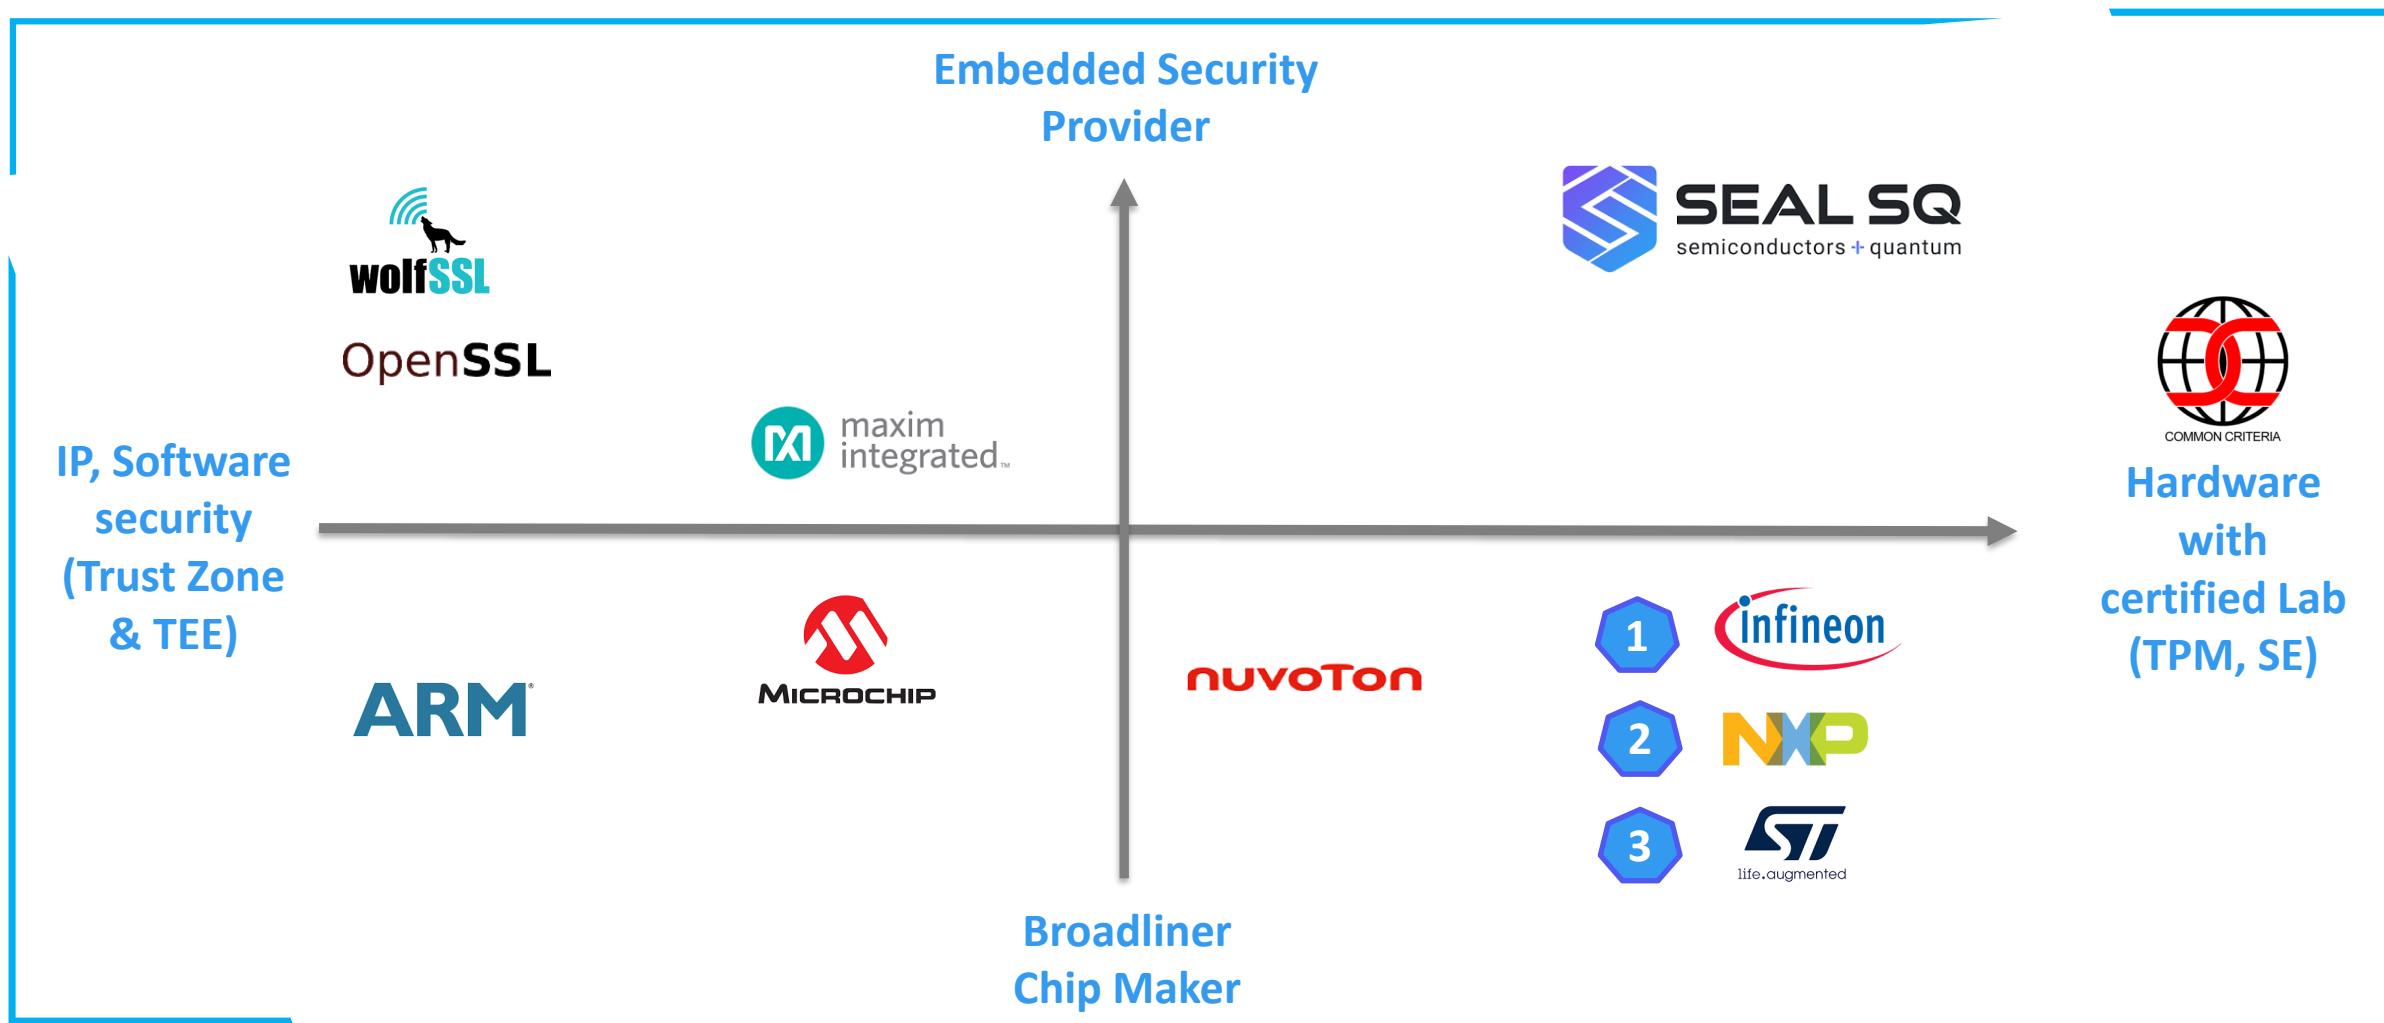 Embedded Security
Provider
wolfSSL
OpenSSL
SEAL SQ
semiconductors + quantum
maxim
integrated™
COMMON CRITERIA
IP, Software
security
(Trust Zone
& TEE)
Hardware
with
certified Lab
(TPM, SE)
ARM®
MICROCHIP
nuvoTon
1
infineon
2
NXP
3
ST
life.augmented
Broadliner
Chip Maker